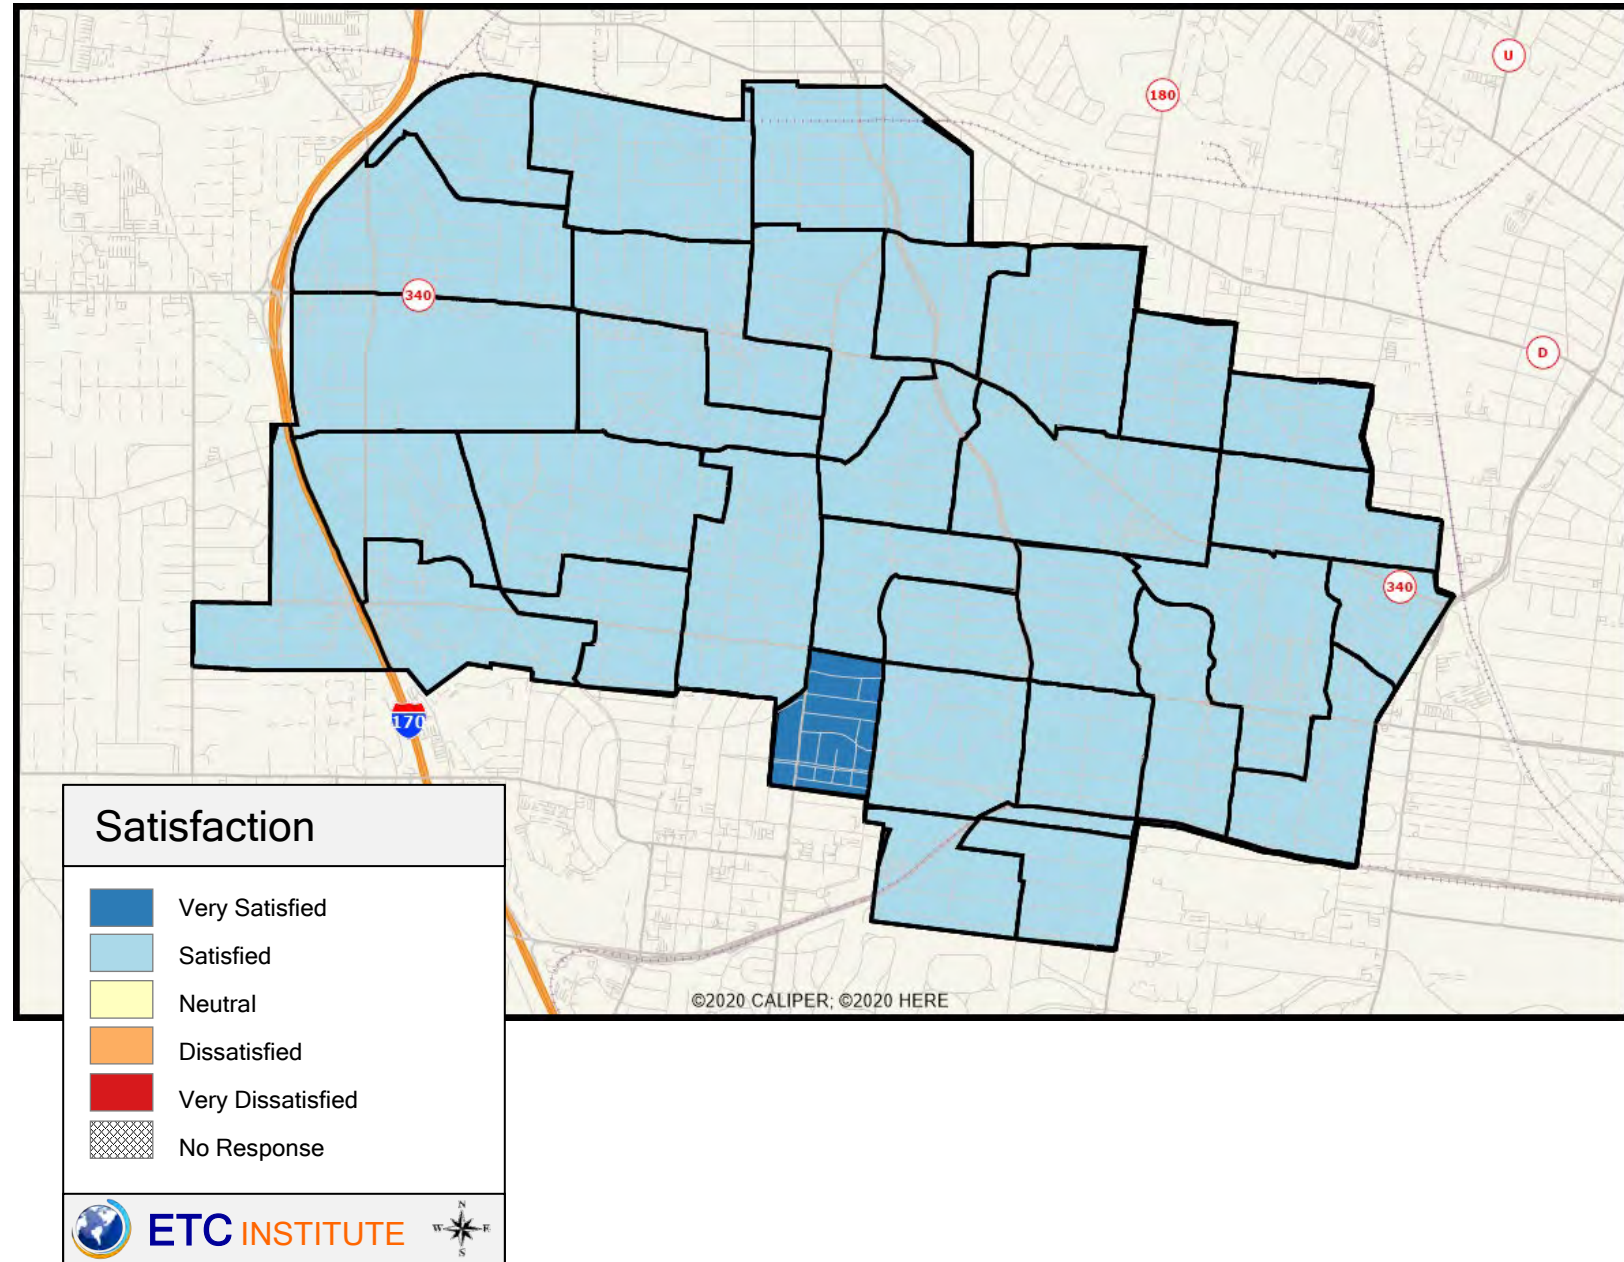 U
180
D
340
340
170
Satisfaction
Very Satisfied
Satisfied
Neutral
Dissatisfied
Very Dissatisfied
No Response
©2020 CALIPER; ©2020 HERE
ETC INSTITUTE
N
W E
S